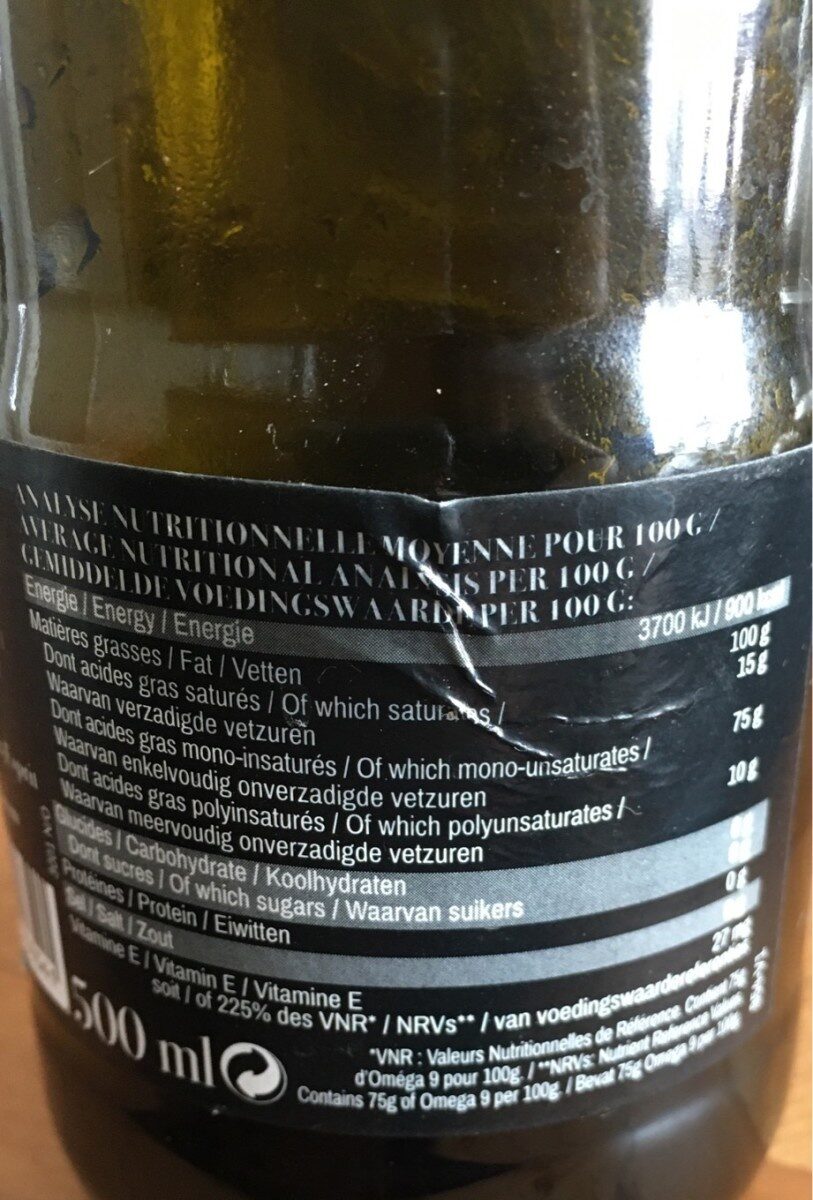 ANALYSE NUTRITIONNELLE MOYENNE POUR 100 G /
AVERAGE NUTRITIONAL ANALYSIS PER 100 G /
GEMIDDELDE VOEDINGSWAARDE PER 100 G:
Energie / Energy / Energie 3700 kJ / 900 kcal
Matières grasses / Fat / Vetten 100 g
Dont acides gras saturés / Of which saturates / 15 g
Waarvan verzadigde vetzuren
Dont acides gras mono-insaturés / Of which mono-unsaturates / 75 g
Waarvan enkelvoudig onverzadigde vetzuren
Dont acides gras polyinsaturés / Of which polyunsaturates / 10 g
Waarvan meervoudig onverzadigde vetzuren
Glucides / Carbohydrate / Koolhydraten 0 g
Dont sucres / Of which sugars / Waarvan suikers 0 g
Protéines / Protein / Eiwitten 0 g
Sel / Salt / Zout
Vitamine E / Vitamin E / Vitamine E 27 mg
soit / of 225% des VNR* / NRVs** / van voedingswaardereferenties
*VNR : Valeurs Nutritionnelles de Référence. Contient 75g
d'Oméga 9 pour 100g. / **NRVs: Nutrient Reference Values.
Contains 75g of Omega 9 per 100g. / Bevat 75g Omega 9 per 100g.
500 ml